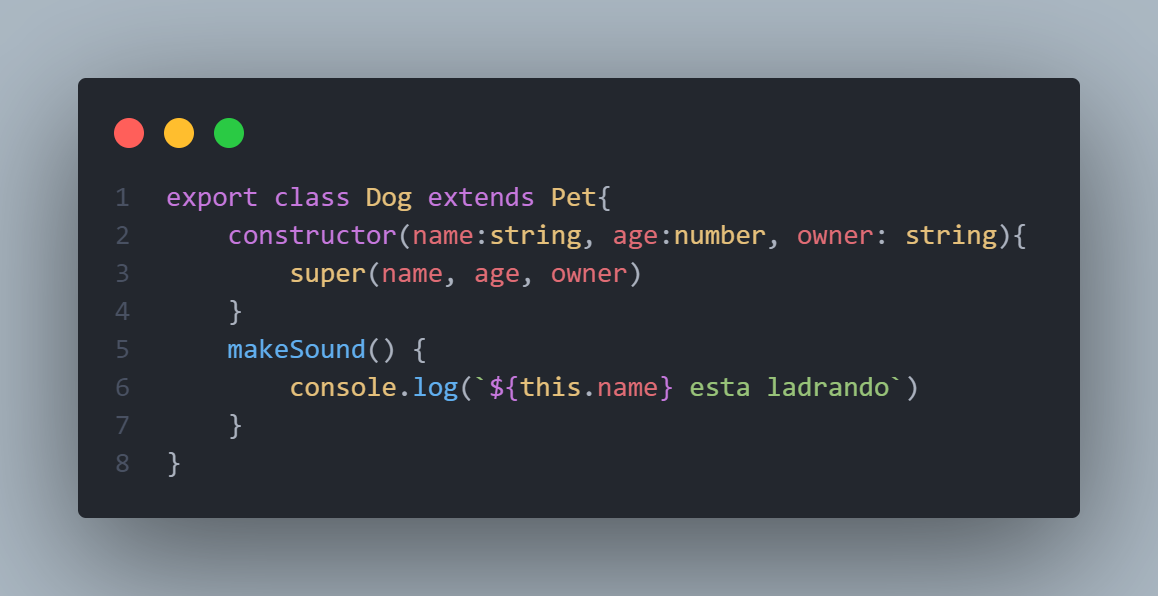 1 export class Dog extends Pet{
2     constructor(name:string, age:number, owner: string){
3         super(name, age, owner)
4     }
5     makeSound() {
6         console.log(`${this.name} esta ladrando`)
7     }
8 }